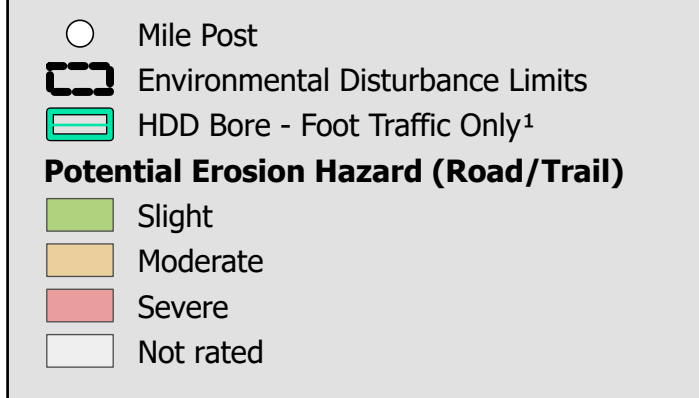 Mile Post
Environmental Disturbance Limits
HDD Bore - Foot Traffic Only¹
Potential Erosion Hazard (Road/Trail)
Slight
Moderate
Severe
Not rated